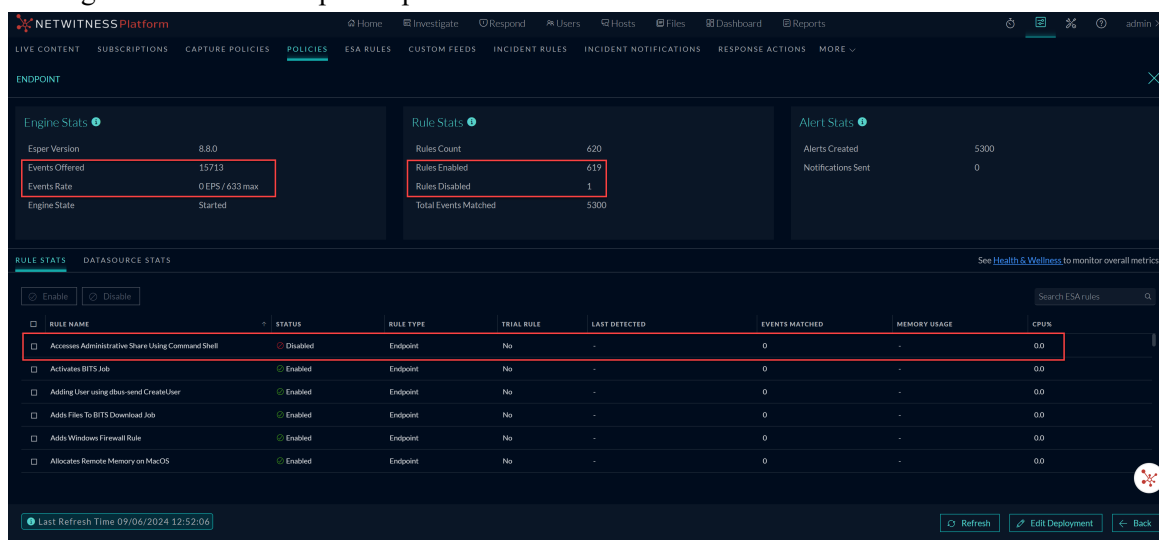 NETWITNESS Platform Home Investigate Respond Users Hosts Files Dashboard Reports admin
LIVE CONTENT SUBSCRIPTIONS CAPTURE POLICIES POLICIES ESA RULES CUSTOM FEEDS INCIDENT RULES INCIDENT NOTIFICATIONS RESPONSE ACTIONS MORE
ENDPOINT
Engine Stats Rule Stats Alert Stats
Esper Version 8.8.0 Rules Count 620 Alerts Created 5300
Events Offered 15713 Rules Enabled 619 Notifications Sent 0
Events Rate 0 EPS / 633 max Rules Disabled 1
Engine State Started Total Events Matched 5300
RULE STATS DATASOURCE STATS See Health & Wellness to monitor overall metrics
Enable Disable Search ESA rules
RULE NAME STATUS RULE TYPE TRIAL RULE LAST DETECTED EVENTS MATCHED MEMORY USAGE CPU%
Accesses Administrative Share Using Command Shell Disabled Endpoint No - 0 - 0.0
Activates BITS Job Enabled Endpoint No - 0 - 0.0
Adding User using dbus-send CreateUser Enabled Endpoint No - 0 - 0.0
Adds Files To BITS Download Job Enabled Endpoint No - 0 - 0.0
Adds Windows Firewall Rule Enabled Endpoint No - 0 - 0.0
Allocates Remote Memory on MacOS Enabled Endpoint No - 0 - 0.0
Last Refresh Time 09/06/2024 12:52:06 Refresh Edit Deployment Back